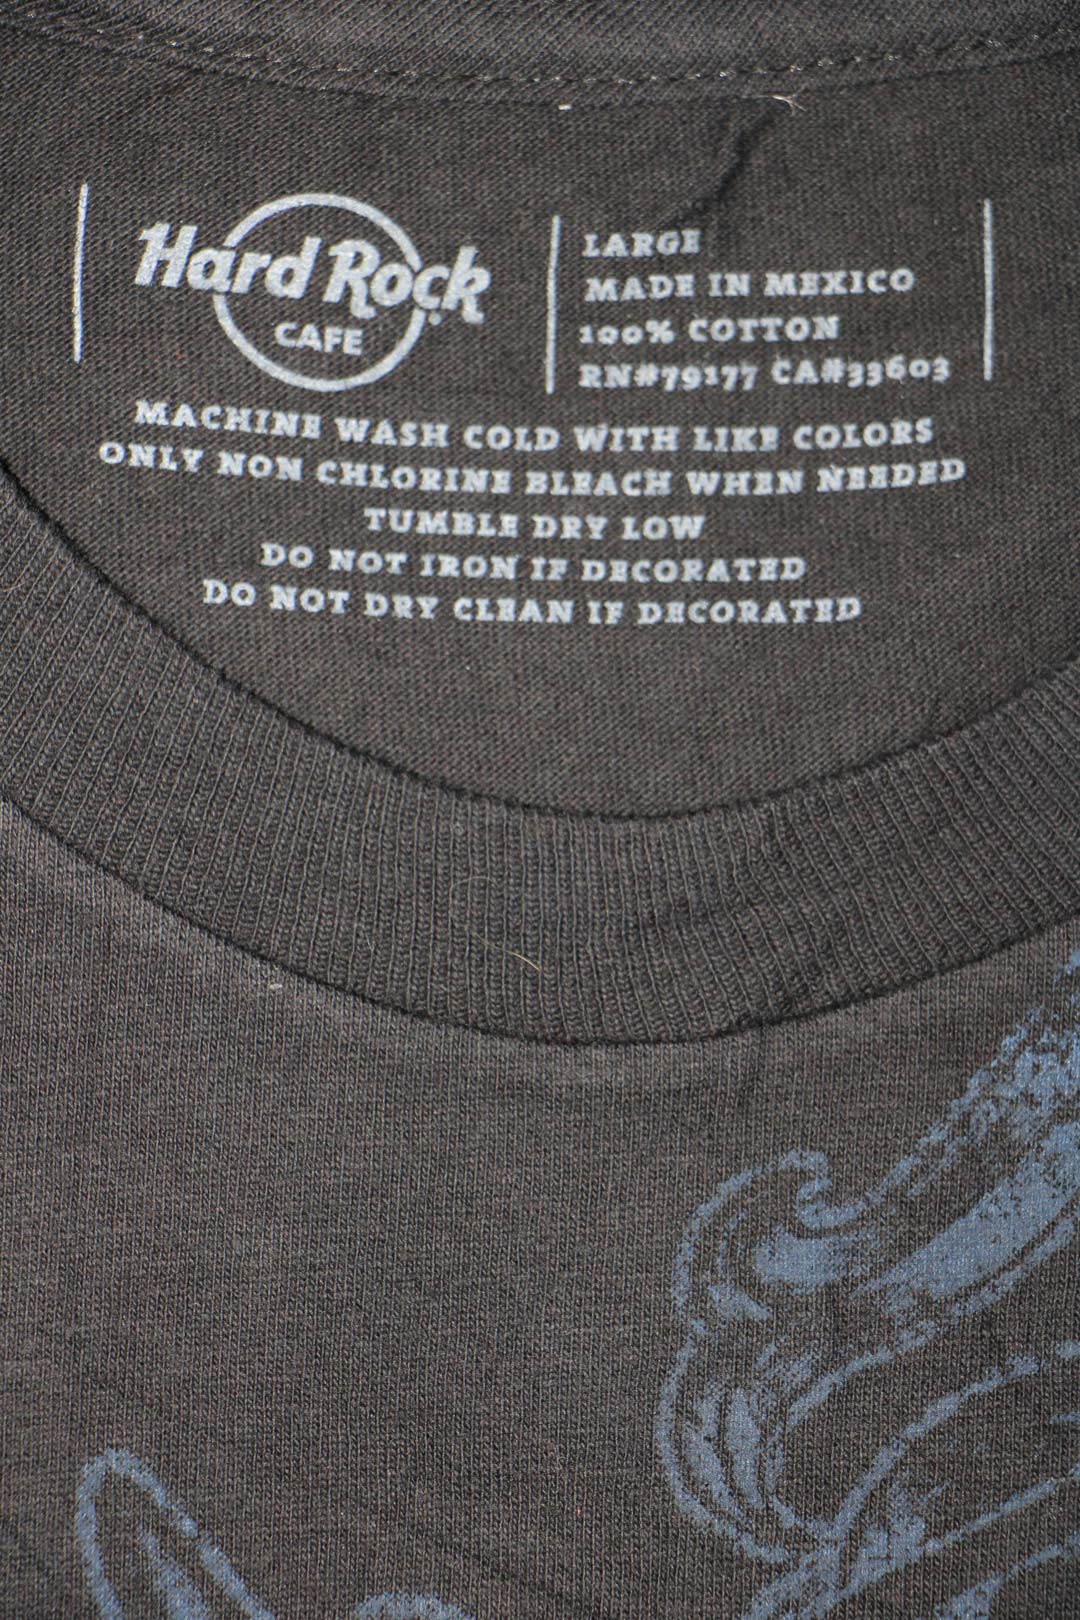 Hard Rock
CAFE
LARGE
MADE IN MEXICO
100% COTTON
RN#79177 CA#33603
MACHINE WASH COLD WITH LIKE COLORS
ONLY NON CHLORINE BLEACH WHEN NEEDED
TUMBLE DRY LOW
DO NOT IRON IF DECORATED
DO NOT DRY CLEAN IF DECORATED